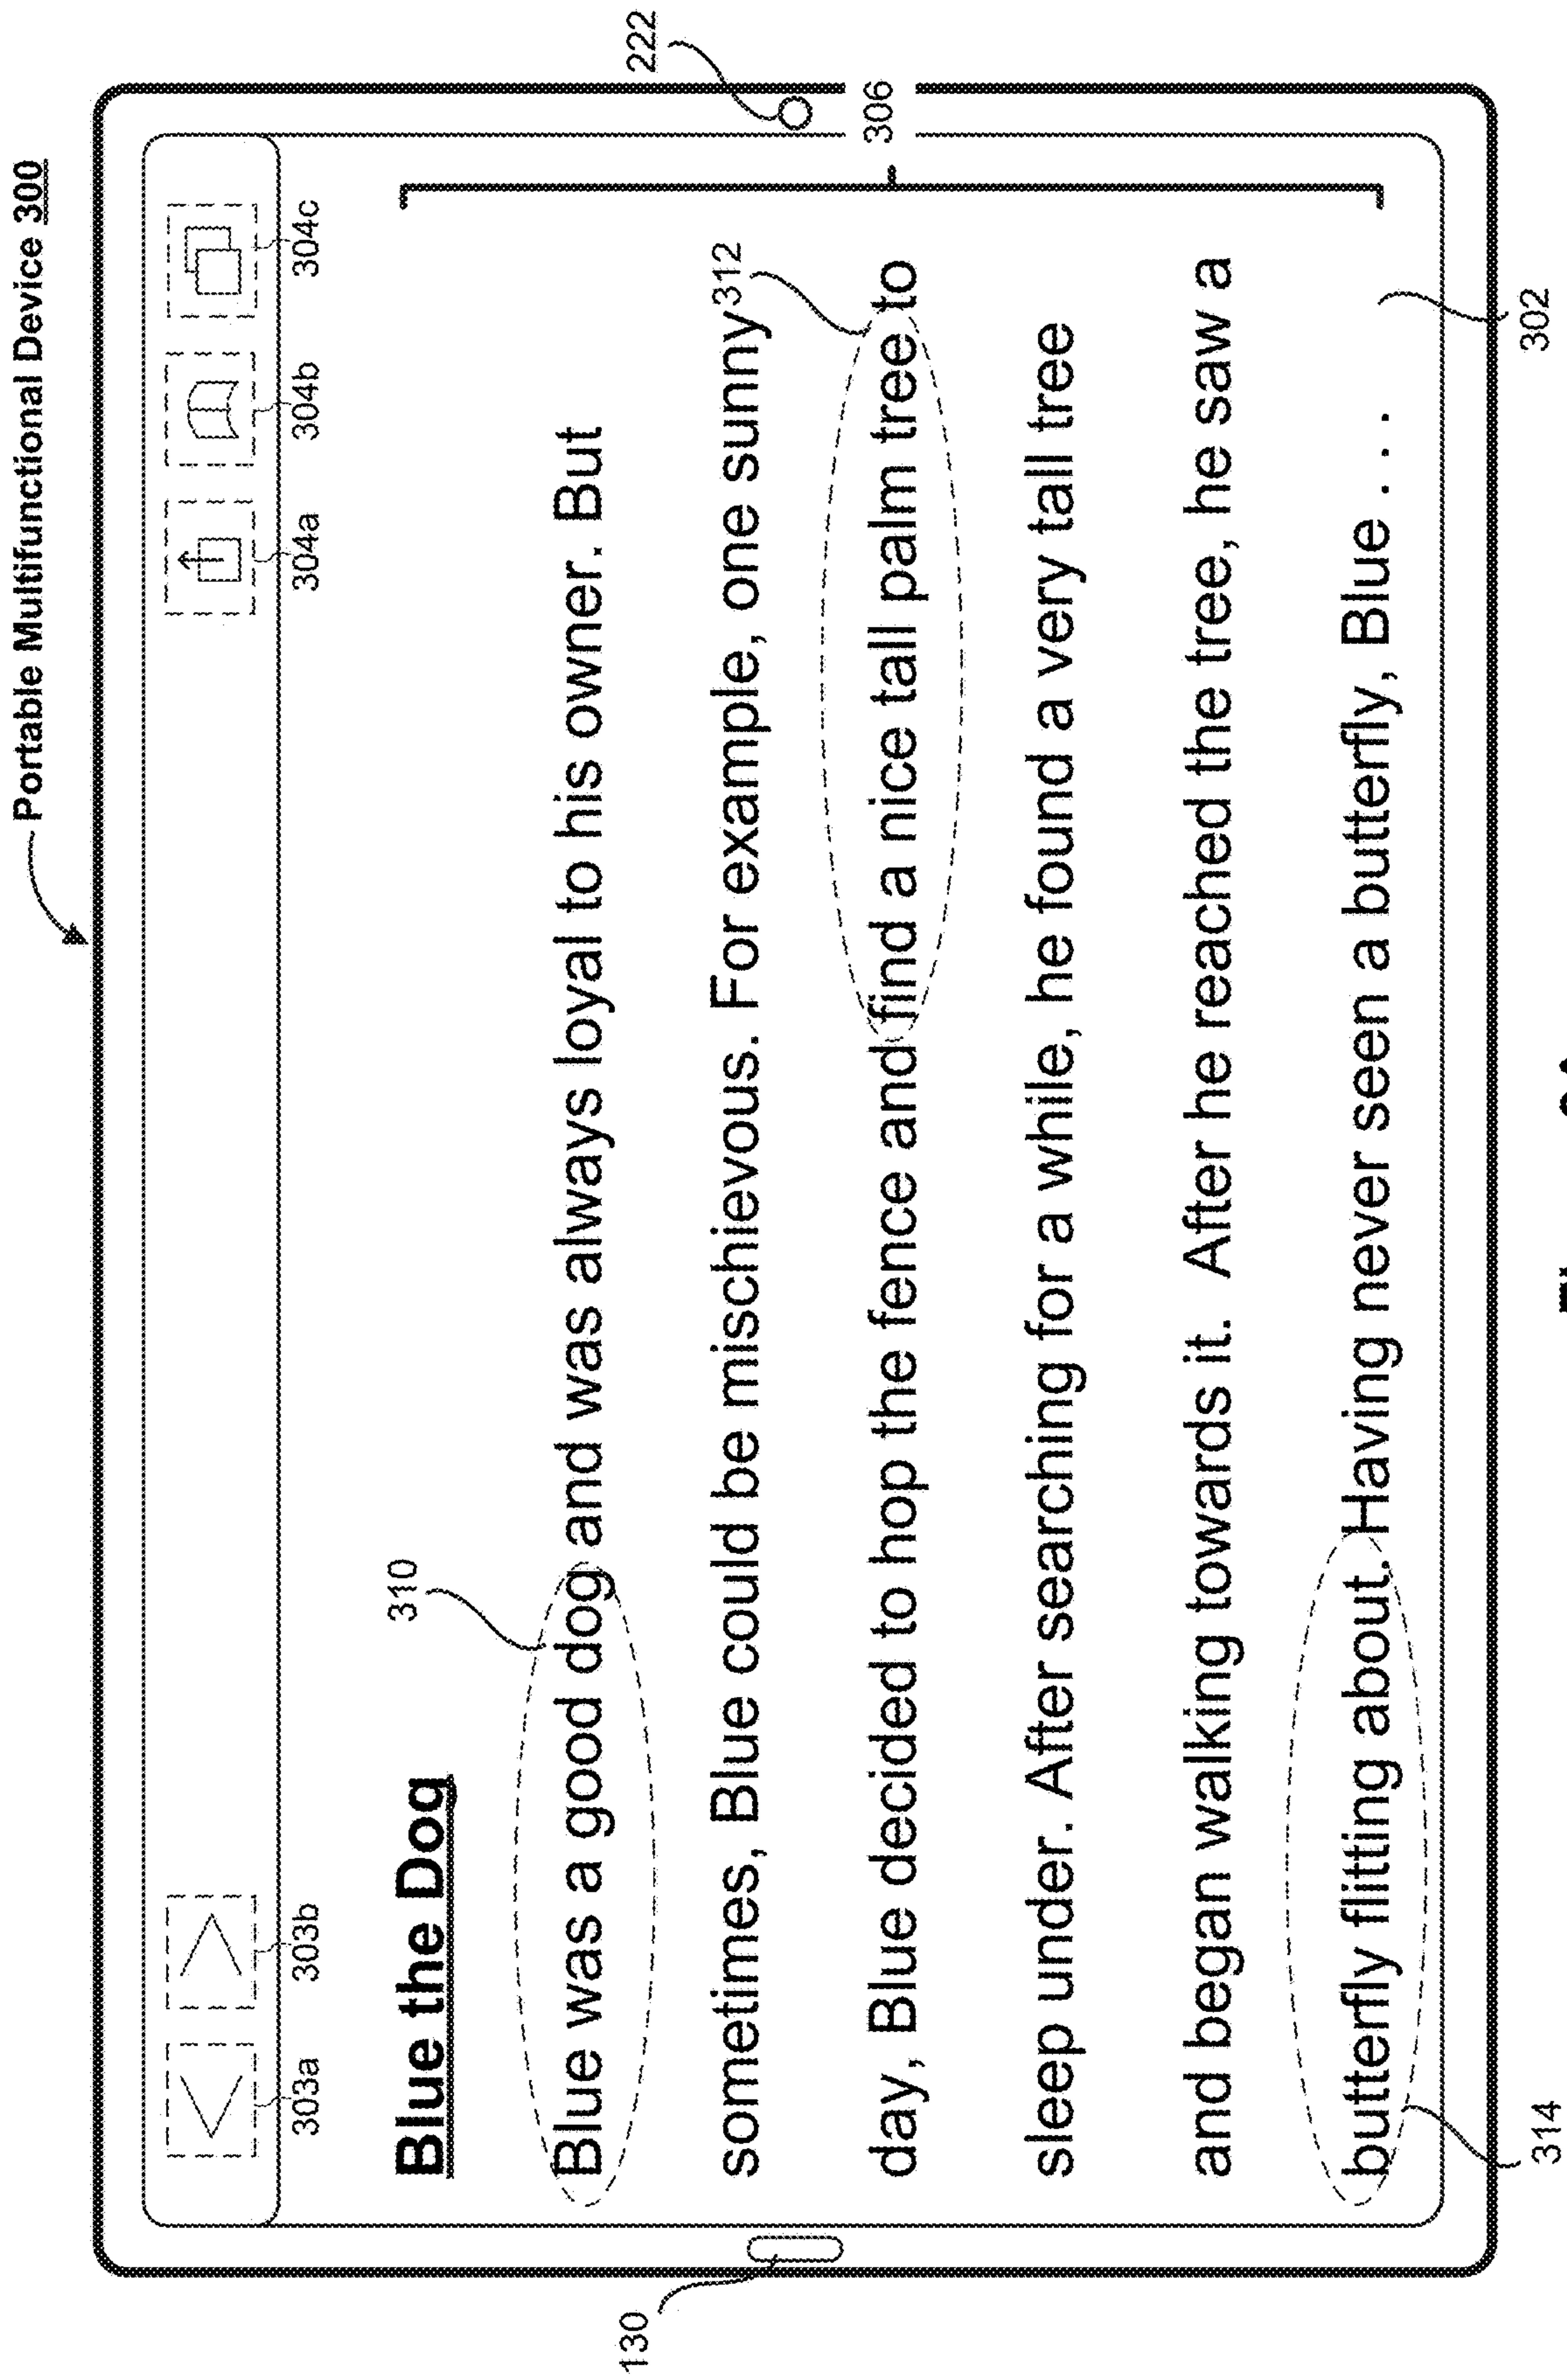 Portable Multifunctional Device 300
303a
303b
304a
304b
304c
Blue the Dog
310
Blue was a good dog and was always loyal to his owner. But
sometimes, Blue could be mischievous. For example, one sunny
312
day, Blue decided to hop the fence and find a nice tall palm tree to
sleep under. After searching for a while, he found a very tall tree
and began walking towards it. After he reached the tree, he saw a
butterfly flitting about. Having never seen a butterfly, Blue . . .
130
222
306
314
302